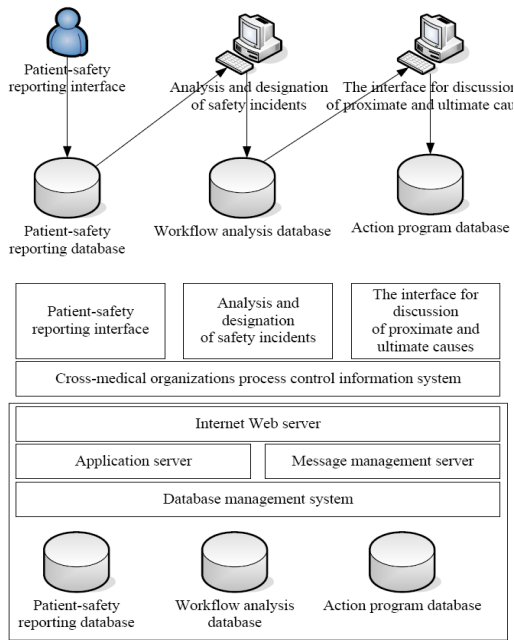 Patient-safety
reporting interface
Analysis and designation
of safety incidents
The interface for discussion
of proximate and ultimate cau
Patient-safety
reporting database
Workflow analysis database
Action program database
Patient-safety
reporting interface
Analysis and
designation
of safety incidents
The interface for
discussion
of proximate and
ultimate causes
Cross-medical organizations process control information system
Internet Web server
Application server
Message management server
Database management system
Patient-safety
reporting database
Workflow analysis
database
Action program database